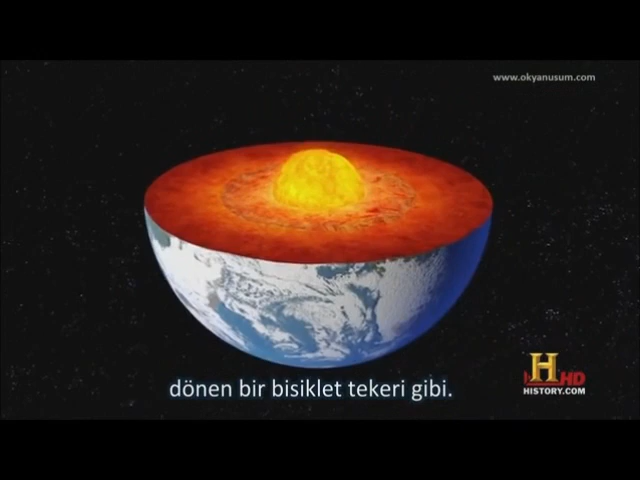 www.okyanusum.com
dönen bir bisiklet tekeri gibi.
H HD
HISTORY.COM